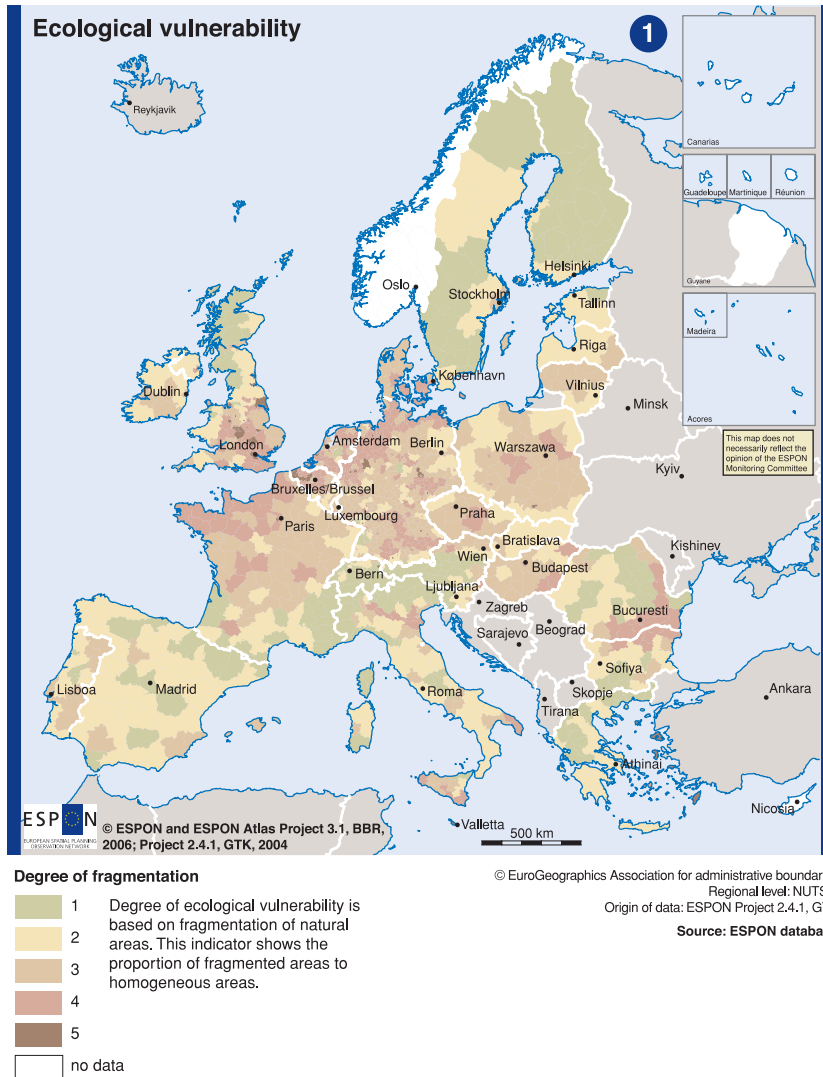 Ecological vulnerability
1
Canarias
Guadeloupe
Martinique
Réunion
Guyane
Madeira
Acores
This map does not
necessarily reflect the
opinion of the ESPON
Monitoring Committee
Reykjavik
Oslo
Helsinki
Stockholm
Tallinn
Riga
København
Vilnius
Minsk
Dublin
London
Amsterdam
Berlin
Warszawa
Kyiv
Bruxelles/Brussel
Luxembourg
Praha
Paris
Kishinev
Bratislava
Wien
Budapest
Bern
Ljubljana
Zagreb
Bucuresti
Beograd
Sarajevo
Sofiya
Lisboa
Madrid
Roma
Skopje
Tirana
Ankara
Athinai
Nicosia
Valletta
ESPON
EUROPEAN SPATIAL PLANNING
OBSERVATION NETWORK
© ESPON and ESPON Atlas Project 3.1, BBR,
2006; Project 2.4.1, GTK, 2004
500 km
Degree of fragmentation
1
2
3
4
5
no data
Degree of ecological vulnerability is
based on fragmentation of natural
areas. This indicator shows the
proportion of fragmented areas to
homogeneous areas.
© EuroGeographics Association for administrative boundar
Regional level: NUTS
Origin of data: ESPON Project 2.4.1, G
Source: ESPON databa